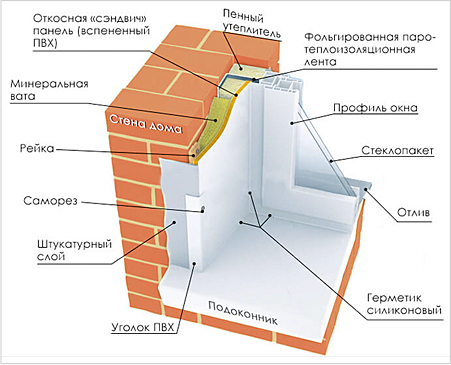 Откосная «сэндвич»
панель (вспененный
ПВХ)
Пенный
утеплитель
Фольгированная паро-
теплоизоляционная
лента
Минеральная
вата
Стена дома
Профиль окна
Рейка
Стеклопакет
Саморез
Отлив
Штукатурный
слой
Герметик
силиконовый
Подоконник
Уголок ПВХ